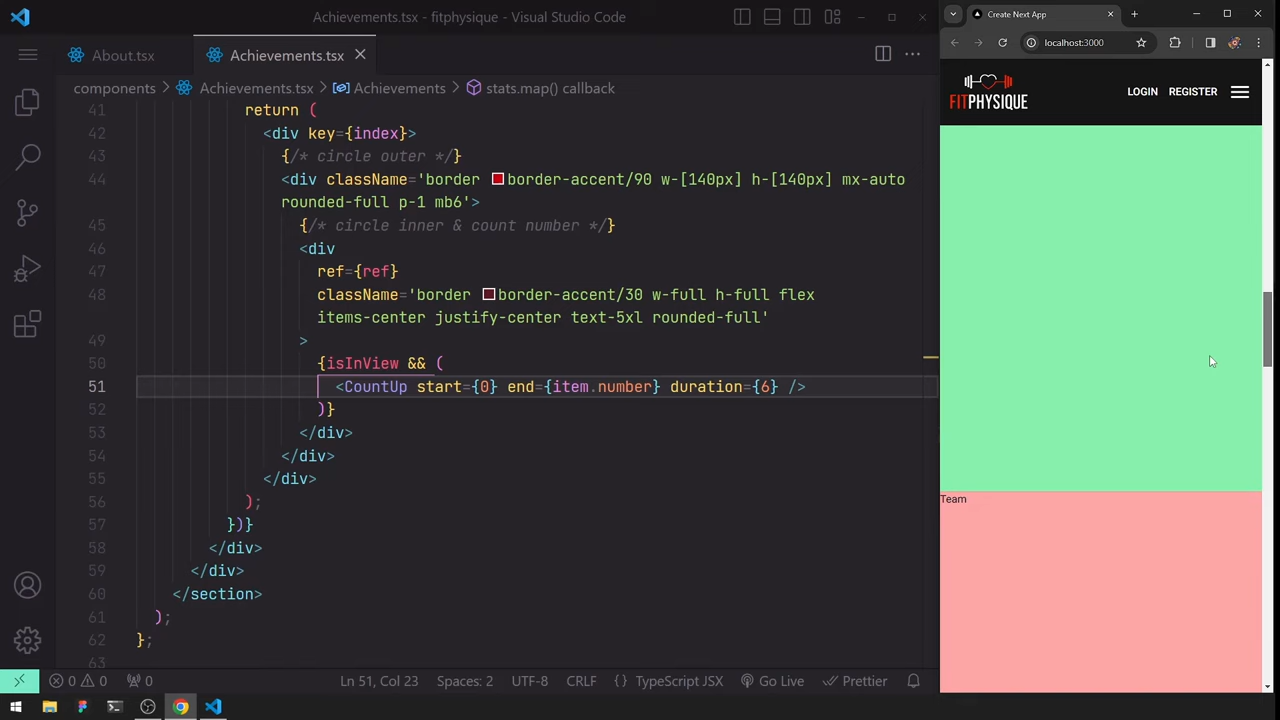 Achievements.tsx - fitphysique - Visual Studio Code
About.tsx
Achievements.tsx
components
Achievements.tsx
Achievements
stats.map() callback
41 return (
42 <div key={index}>
43 {/* circle outer */}
44 <div className='border border-accent/90 w-[140px] h-[140px] mx-auto
rounded-full p-1 mb6'>
45 {/* circle inner & count number */}
46 <div
47 ref={ref}
48 className='border border-accent/30 w-full h-full flex
items-center justify-center text-5xl rounded-full'
49 >
50 {isInView && (
51 <CountUp start={0} end={item.number} duration={6} />
52 )}
53 </div>
54 </div>
55 </div>
56 );
57 })}
58 </div>
59 </div>
60 </section>
61 );
62 };
63
0 0 0
Ln 51, Col 23
Spaces: 2
UTF-8
CRLF
{} TypeScript JSX
Go Live
Prettier
Create Next App
localhost:3000
FITPHYSIQUE
LOGIN
REGISTER
Team